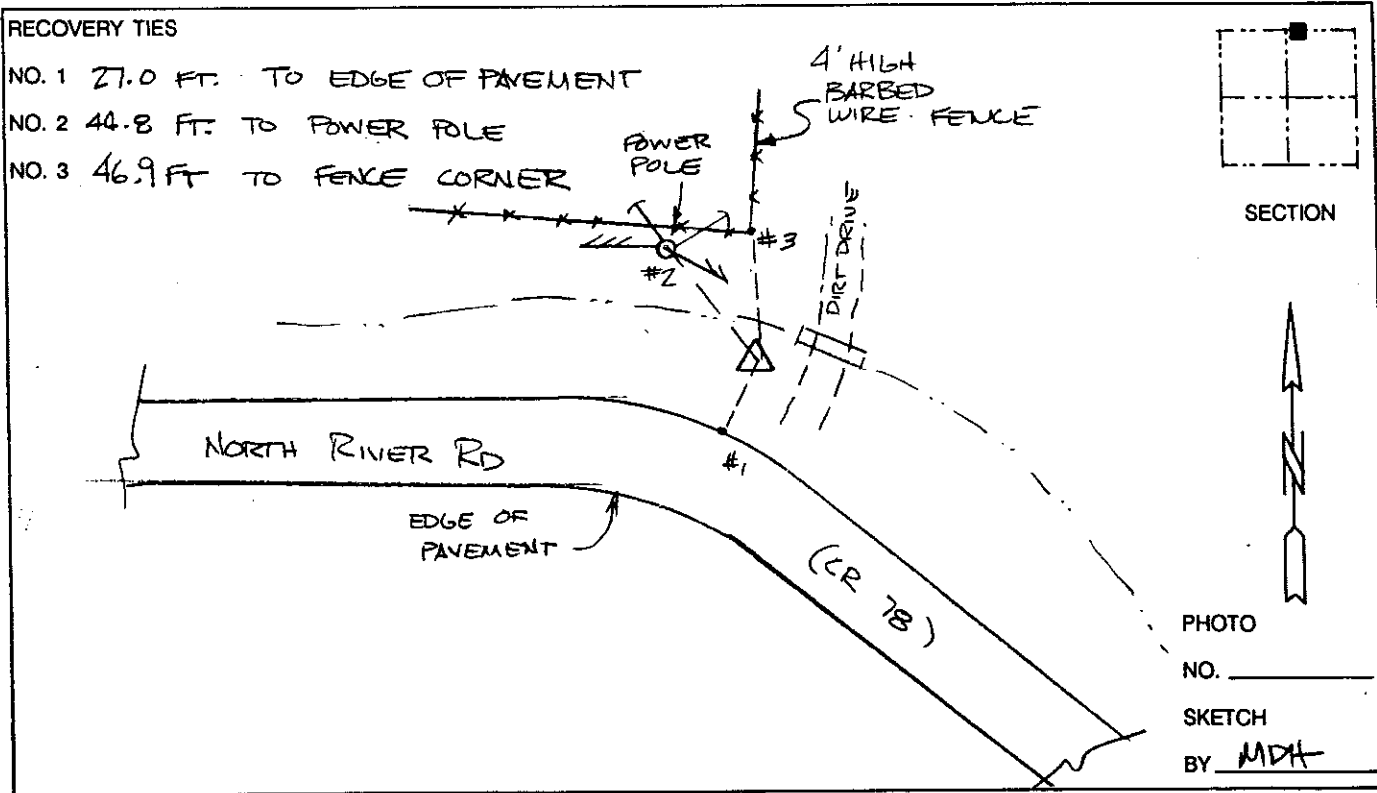 RECOVERY TIES
NO. 1 27.0 FT. TO EDGE OF PAVEMENT
NO. 2 44.8 FT. TO POWER POLE
NO. 3 46.9 FT TO FENCE CORNER
4' HIGH
BARBED
WIRE FENCE
POWER
POLE
SECTION
#3
#2
DIRT DRIVE
NORTH RIVER RD
#1
EDGE OF
PAVEMENT
(CR 78)
N
PHOTO
NO.
SKETCH
BY MDH